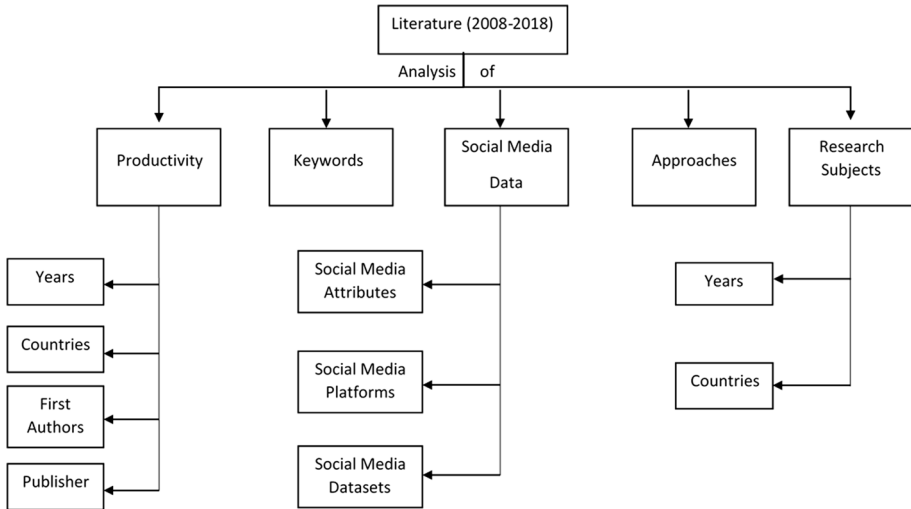 Literature (2008-2018)
Analysis of
Productivity
Keywords
Social Media
Data
Approaches
Research
Subjects
Years
Countries
First
Authors
Publisher
Social Media
Attributes
Social Media
Platforms
Social Media
Datasets
Years
Countries